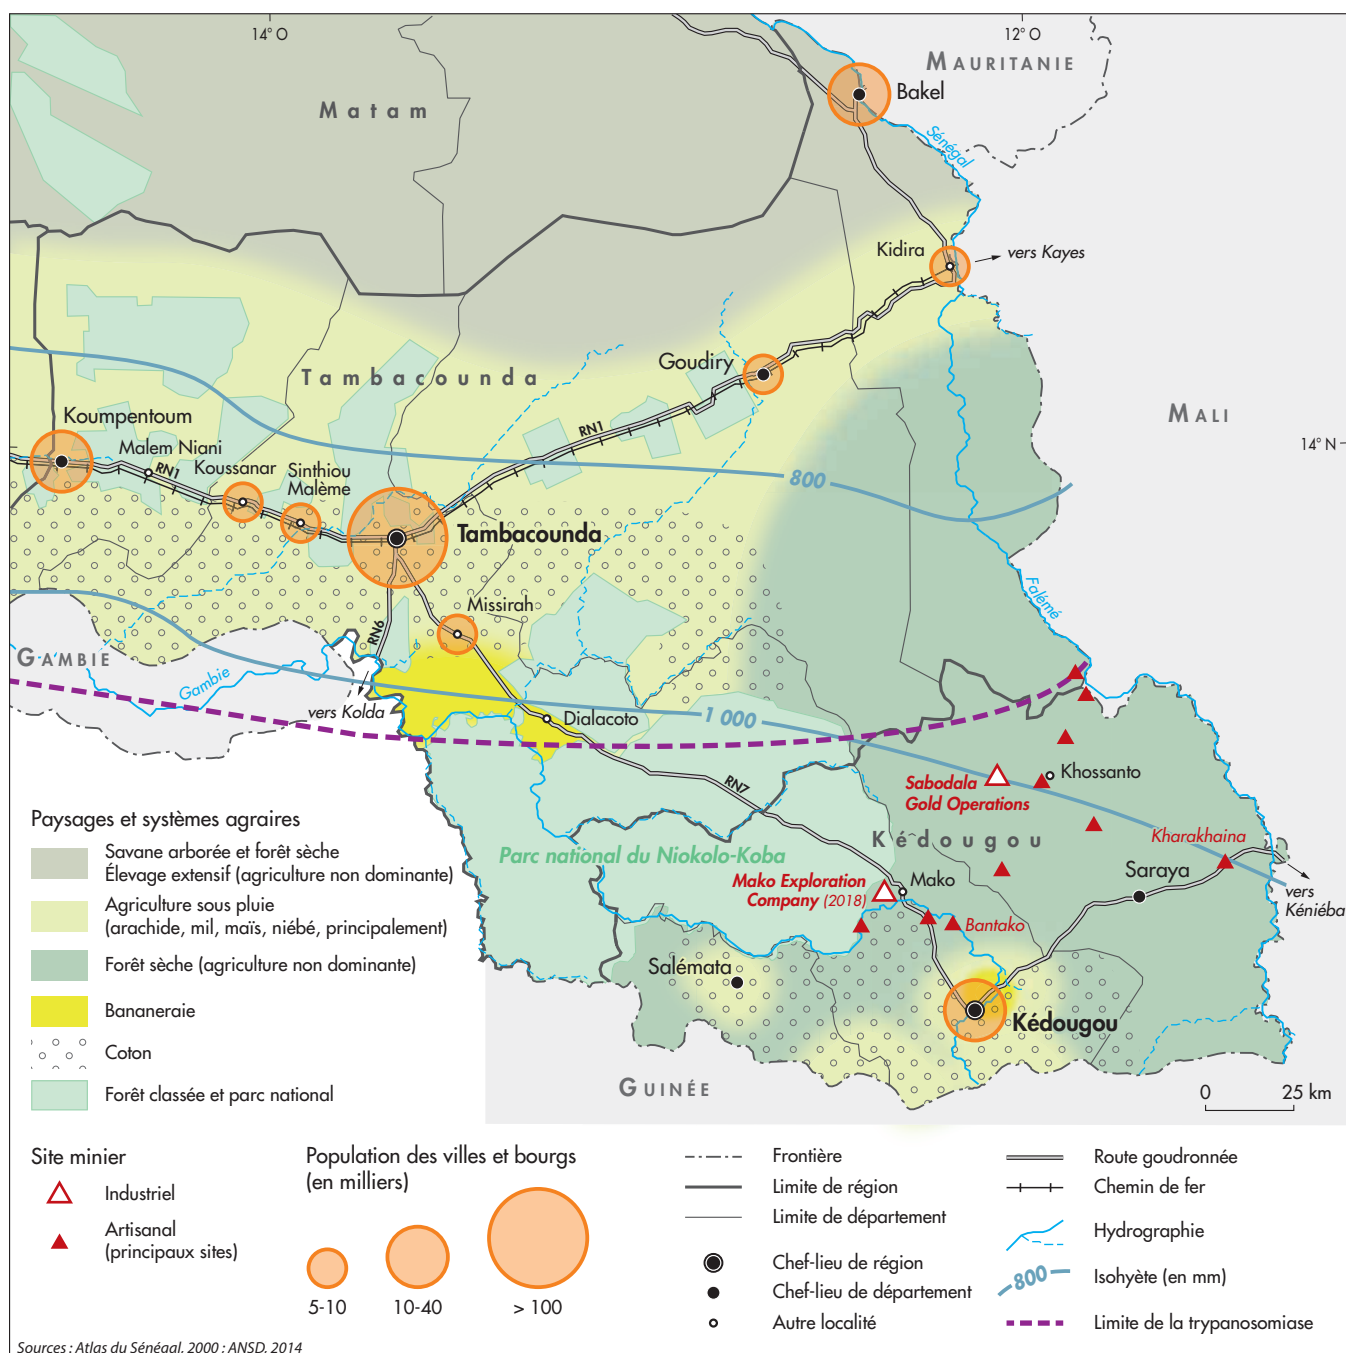 14° O
12° O
MAURITANIE
Matam
Bakel
Sénégal
Kidira
vers Kayes
Goudiry
Tambacounda
MALI
Koumpentoum
RN1
Malem Niani
RN1
Koussanar
Sinthiou
Malème
14° N
800
Tambacounda
Falémé
Missirah
RN6
GAMBIE
Gambie
vers Kolda
1 000
Dialacoto
RN7
Khossanto
Sabodala
Gold Operations
Kédougou
Kharakhaina
Parc national du Niokolo-Koba
Mako Exploration
Company (2018)
Mako
Saraya
vers
Kéniéba
Bantako
Salémata
Kédougou
GUINÉE
0 25 km
Paysages et systèmes agraires
Savane arborée et forêt sèche
Élevage extensif (agriculture non dominante)
Agriculture sous pluie
(arachide, mil, maïs, niébé, principalement)
Forêt sèche (agriculture non dominante)
Bananeraie
Coton
Forêt classée et parc national
Site minier
Industriel
Artisanal
(principaux sites)
Population des villes et bourgs
(en milliers)
5-10
10-40
> 100
Frontière
Limite de région
Limite de département
Chef-lieu de région
Chef-lieu de département
Autre localité
Route goudronnée
Chemin de fer
Hydrographie
800
Isohyète (en mm)
Limite de la trypanosomiase
Sources : Atlas du Sénégal, 2000 ; ANSD, 2014